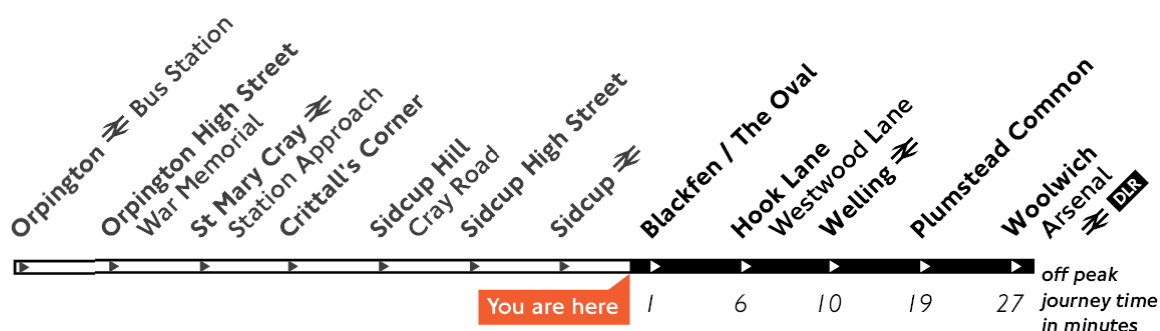 Orpington Bus Station
Orpington High Street
War Memorial
St Mary Cray
Station Approach
Crittall's Corner
Sidcup Hill
Cray Road
Sidcup High Street
Sidcup
Blackfen / The Oval
Hook Lane
Westwood Lane
Welling
Plumstead Common
Woolwich
Arsenal
DLR
You are here
1 6 10 19 27
off peak
journey time
in minutes